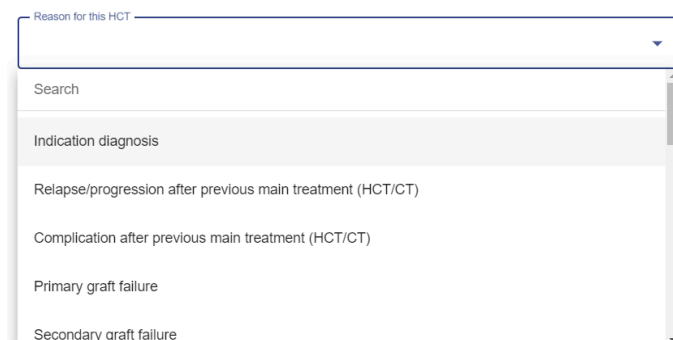 Reason for this HCT
Search
Indication diagnosis
Relapse/progression after previous main treatment (HCT/CT)
Complication after previous main treatment (HCT/CT)
Primary graft failure
Secondary graft failure